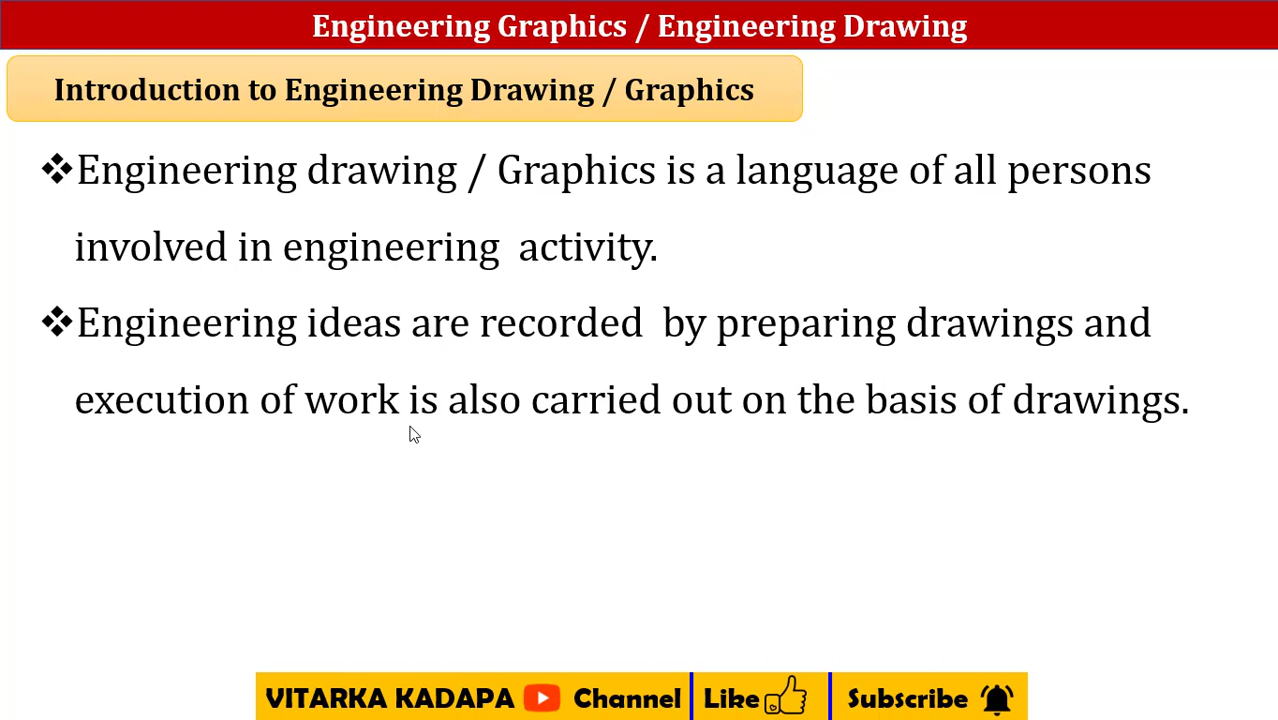 Engineering Graphics / Engineering Drawing
Introduction to Engineering Drawing / Graphics
❖Engineering drawing / Graphics is a language of all persons
involved in engineering  activity.
❖Engineering ideas are recorded  by preparing drawings and
execution of work is also carried out on the basis of drawings.
VITARKA KADAPA Channel Like Subscribe